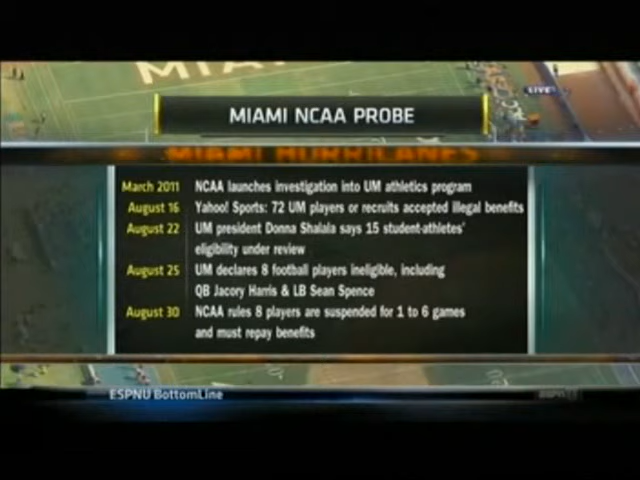 MIAMI
LIVE
MIAMI NCAA PROBE
MIAMI HURRICANES
March 2011 NCAA launches investigation into UM athletics program
August 16 Yahoo! Sports: 72 UM players or recruits accepted illegal benefits
August 22 UM president Donna Shalala says 15 student-athletes'
eligibility under review
August 25 UM declares 8 football players ineligible, including
QB Jacory Harris & LB Sean Spence
August 30 NCAA rules 8 players are suspended for 1 to 6 games
and must repay benefits
ESPNU BottomLine